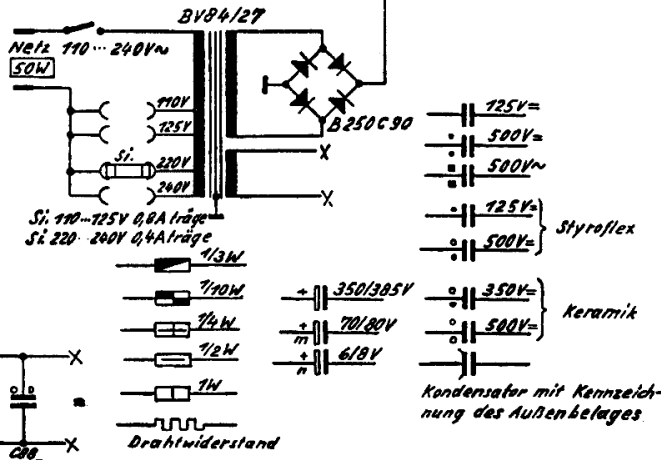 BV84/27
Netz 110...240V~
50W
110V
125V
Si.
220V
240V
B250C90
Si. 110...125V 0,8A träge
Si. 220...240V 0,4A träge
X
X
125V=
500V=
500V~
125V=
500V=
Styroflex
350V=
500V=
Keramik
Kondensator mit Kennzeich-
nung des Außenbelages
1/3W
1/10W
1/4W
1/2W
1W
Drahtwiderstand
+ 350/385V
+ 70/80V
m
+ 6/8V
n
X
X